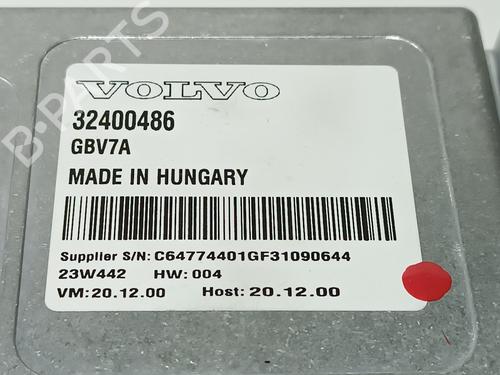 B-PARTS
VOLVO
32400486
GBV7A
MADE IN HUNGARY
Supplier S/N: C64774401GF31090644
23W442 HW: 004
VM: 20.12.00 Host: 20.12.00